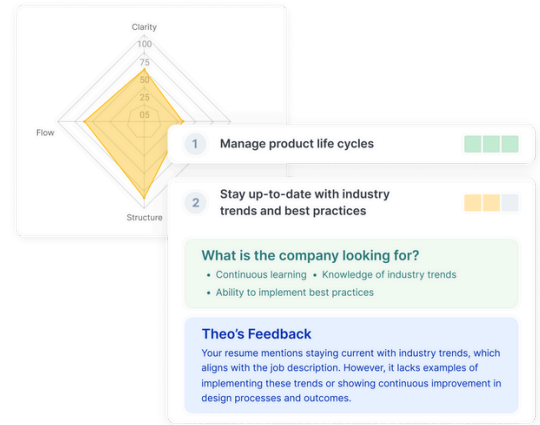 Clarity
100
75
50
25
05
Flow
Structure
1
Manage product life cycles
2
Stay up-to-date with industry
trends and best practices
What is the company looking for?
• Continuous learning • Knowledge of industry trends
• Ability to implement best practices
Theo's Feedback
Your resume mentions staying current with industry trends, which
aligns with the job description. However, it lacks examples of
implementing these trends or showing continuous improvement in
design processes and outcomes.